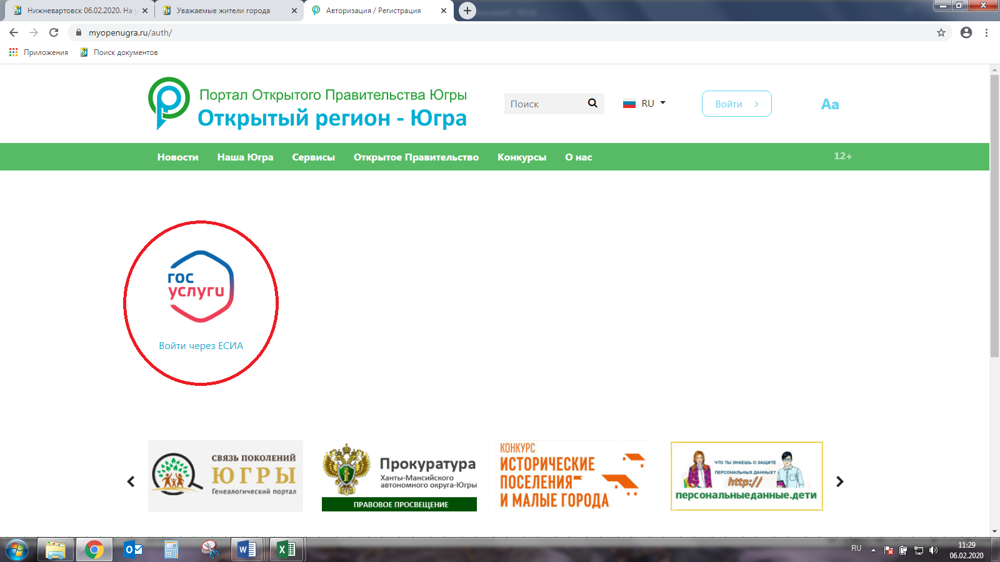 Нижневартовск 06.02.2020. На у
Уважаемые жители города
Авторизация / Регистрация
myopenugra.ru/auth/
Приложения
Поиск документов
Портал Открытого Правительства Югры
Открытый регион - Югра
Поиск
RU
Войти
Aa
Новости
Наша Югра
Сервисы
Открытое Правительство
Конкурсы
О нас
12+
гос
услуги
Войти через ЕСИА
СВЯЗЬ ПОКОЛЕНИЙ
ЮГРЫ
Генеалогический портал
Прокуратура
Ханты-Мансийского
автономного округа-Югры
ПРАВОВОЕ ПРОСВЕЩЕНИЕ
КОНКУРС
ИСТОРИЧЕСКИЕ
ПОСЕЛЕНИЯ
И МАЛЫЕ ГОРОДА
ЧТО ТЫ ЗНАЕШЬ О ЗАЩИТЕ
ПЕРСОНАЛЬНЫХ ДАННЫХ?
http://
персональныеданные.дети
RU
11:29
06.02.2020